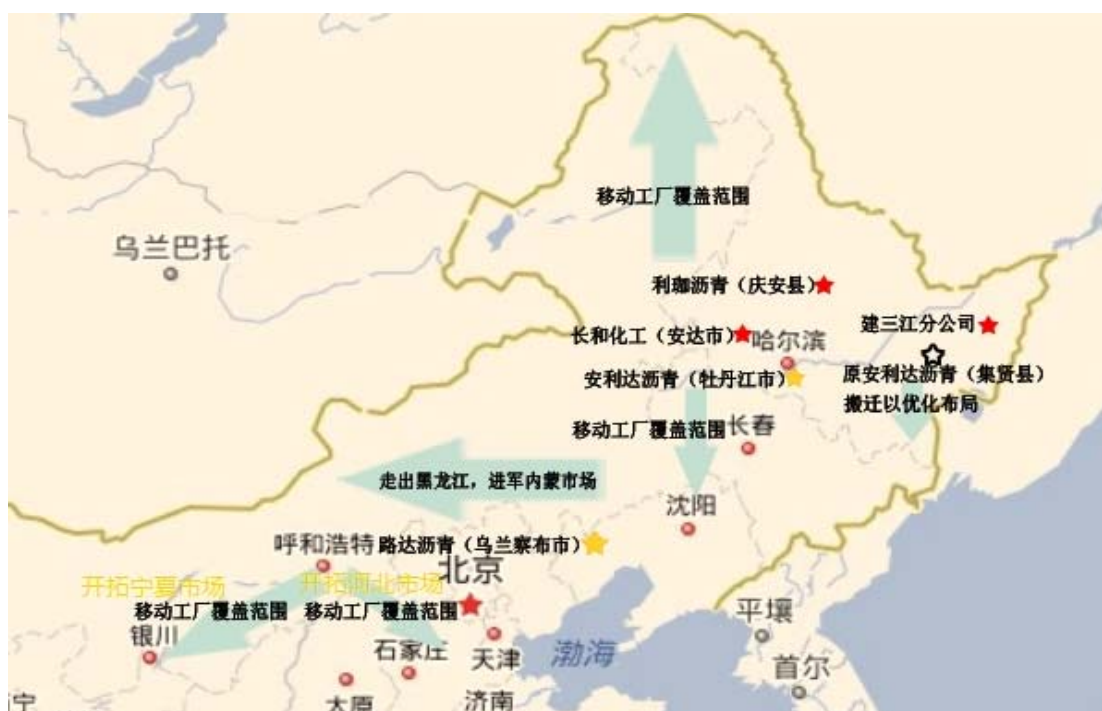 移动工厂覆盖范围
乌兰巴托
利珈沥青（庆安县）
建三江分公司
长和化工（安达市）
哈尔滨
安利达沥青（牡丹江市）
原安利达沥青（集贤县）
搬迁以优化布局
移动工厂覆盖范围
长春
走出黑龙江，进军内蒙市场
沈阳
呼和浩特
路达沥青（乌兰察布市）
北京
开拓宁夏市场
开拓河北市场
移动工厂覆盖范围
移动工厂覆盖范围
平壤
银川
石家庄
天津
渤海
首尔
太原
济南